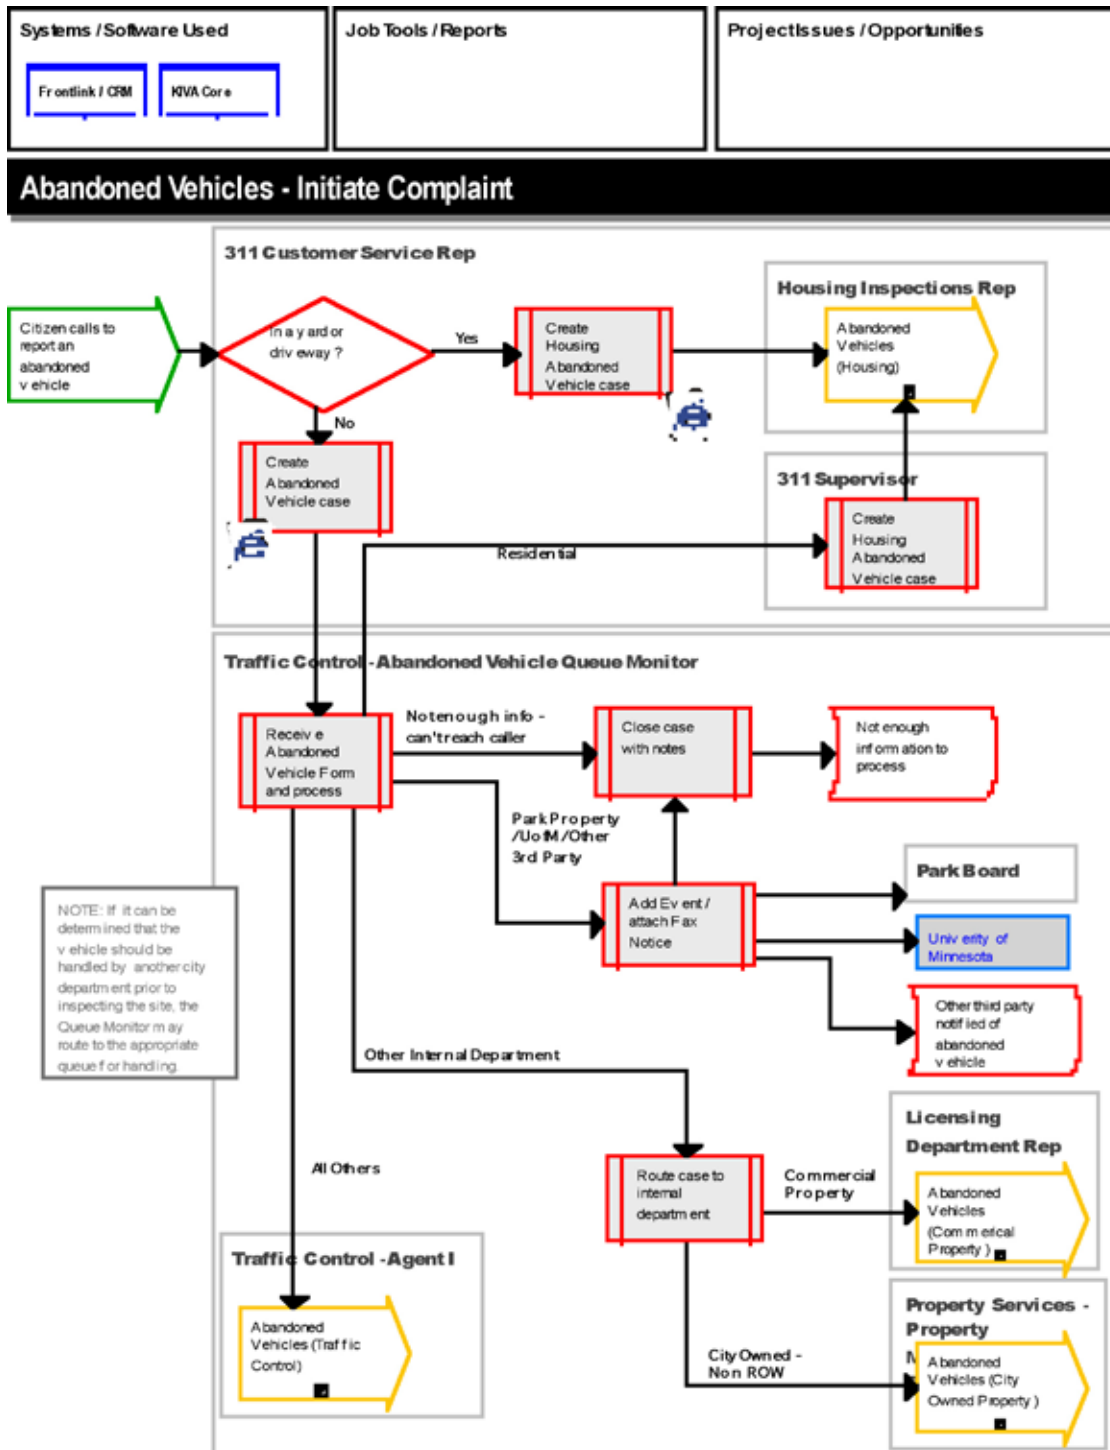 Systems / Software Used
Job Tools / Reports
Project Issues / Opportunities
Frontlink / CRM
KIVA Core
Abandoned Vehicles - Initiate Complaint
311 Customer Service Rep
Housing Inspections Rep
Citizen calls to
report an
abandoned
vehicle
In a yard or
driveway ?
Yes
Create
Housing
Abandoned
Vehicle case
Abandoned
Vehicles
(Housing)
No
Create
Abandoned
Vehicle case
311 Supervisor
Create
Housing
Abandoned
Vehicle case
Residential
Traffic Control - Abandoned Vehicle Queue Monitor
Receive
Abandoned
Vehicle Form
and process
Not enough info -
can't reach caller
Close case
with notes
Not enough
information to
process
Park Property
/UofM/Other
3rd Party
Add Event /
attach Fax
Notice
Park Board
Univerity of
Minnesota
Other third party
notified of
abandoned
vehicle
NOTE: If it can be
determined that the
vehicle should be
handled by another city
department prior to
inspecting the site, the
Queue Monitor may
route to the appropriate
queue for handling.
Other Internal Department
All Others
Route case to
internal
department
Commercial
Property
Licensing
Department Rep
Abandoned
Vehicles
(Commerical
Property)
Traffic Control - Agent I
Abandoned
Vehicles (Traffic
Control)
City Owned -
Non ROW
Property Services -
Property
Abandoned
Vehicles (City
Owned Property)